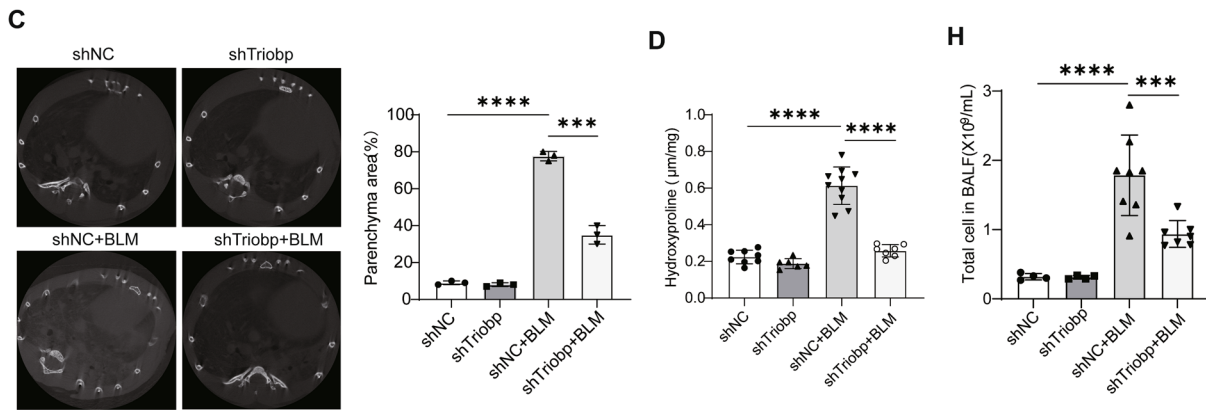 C
shNC
shTriobp
shNC+BLM
shTriobp+BLM
Parenchyma area(%)
100
80
60
40
20
0
****
***
shNC
shTriobp
shNC+BLM
shTriobp+BLM
D
Hydroxyproline ( μm/mg)
1.0
0.8
0.6
0.4
0.2
0.0
****
****
shNC
shTriobp
shNC+BLM
shTriobp+BLM
H
Total cell in BALF(X10⁹/mL)
3
2
1
0
****
***
shNC
shTriobp
shNC+BLM
shTriobp+BLM